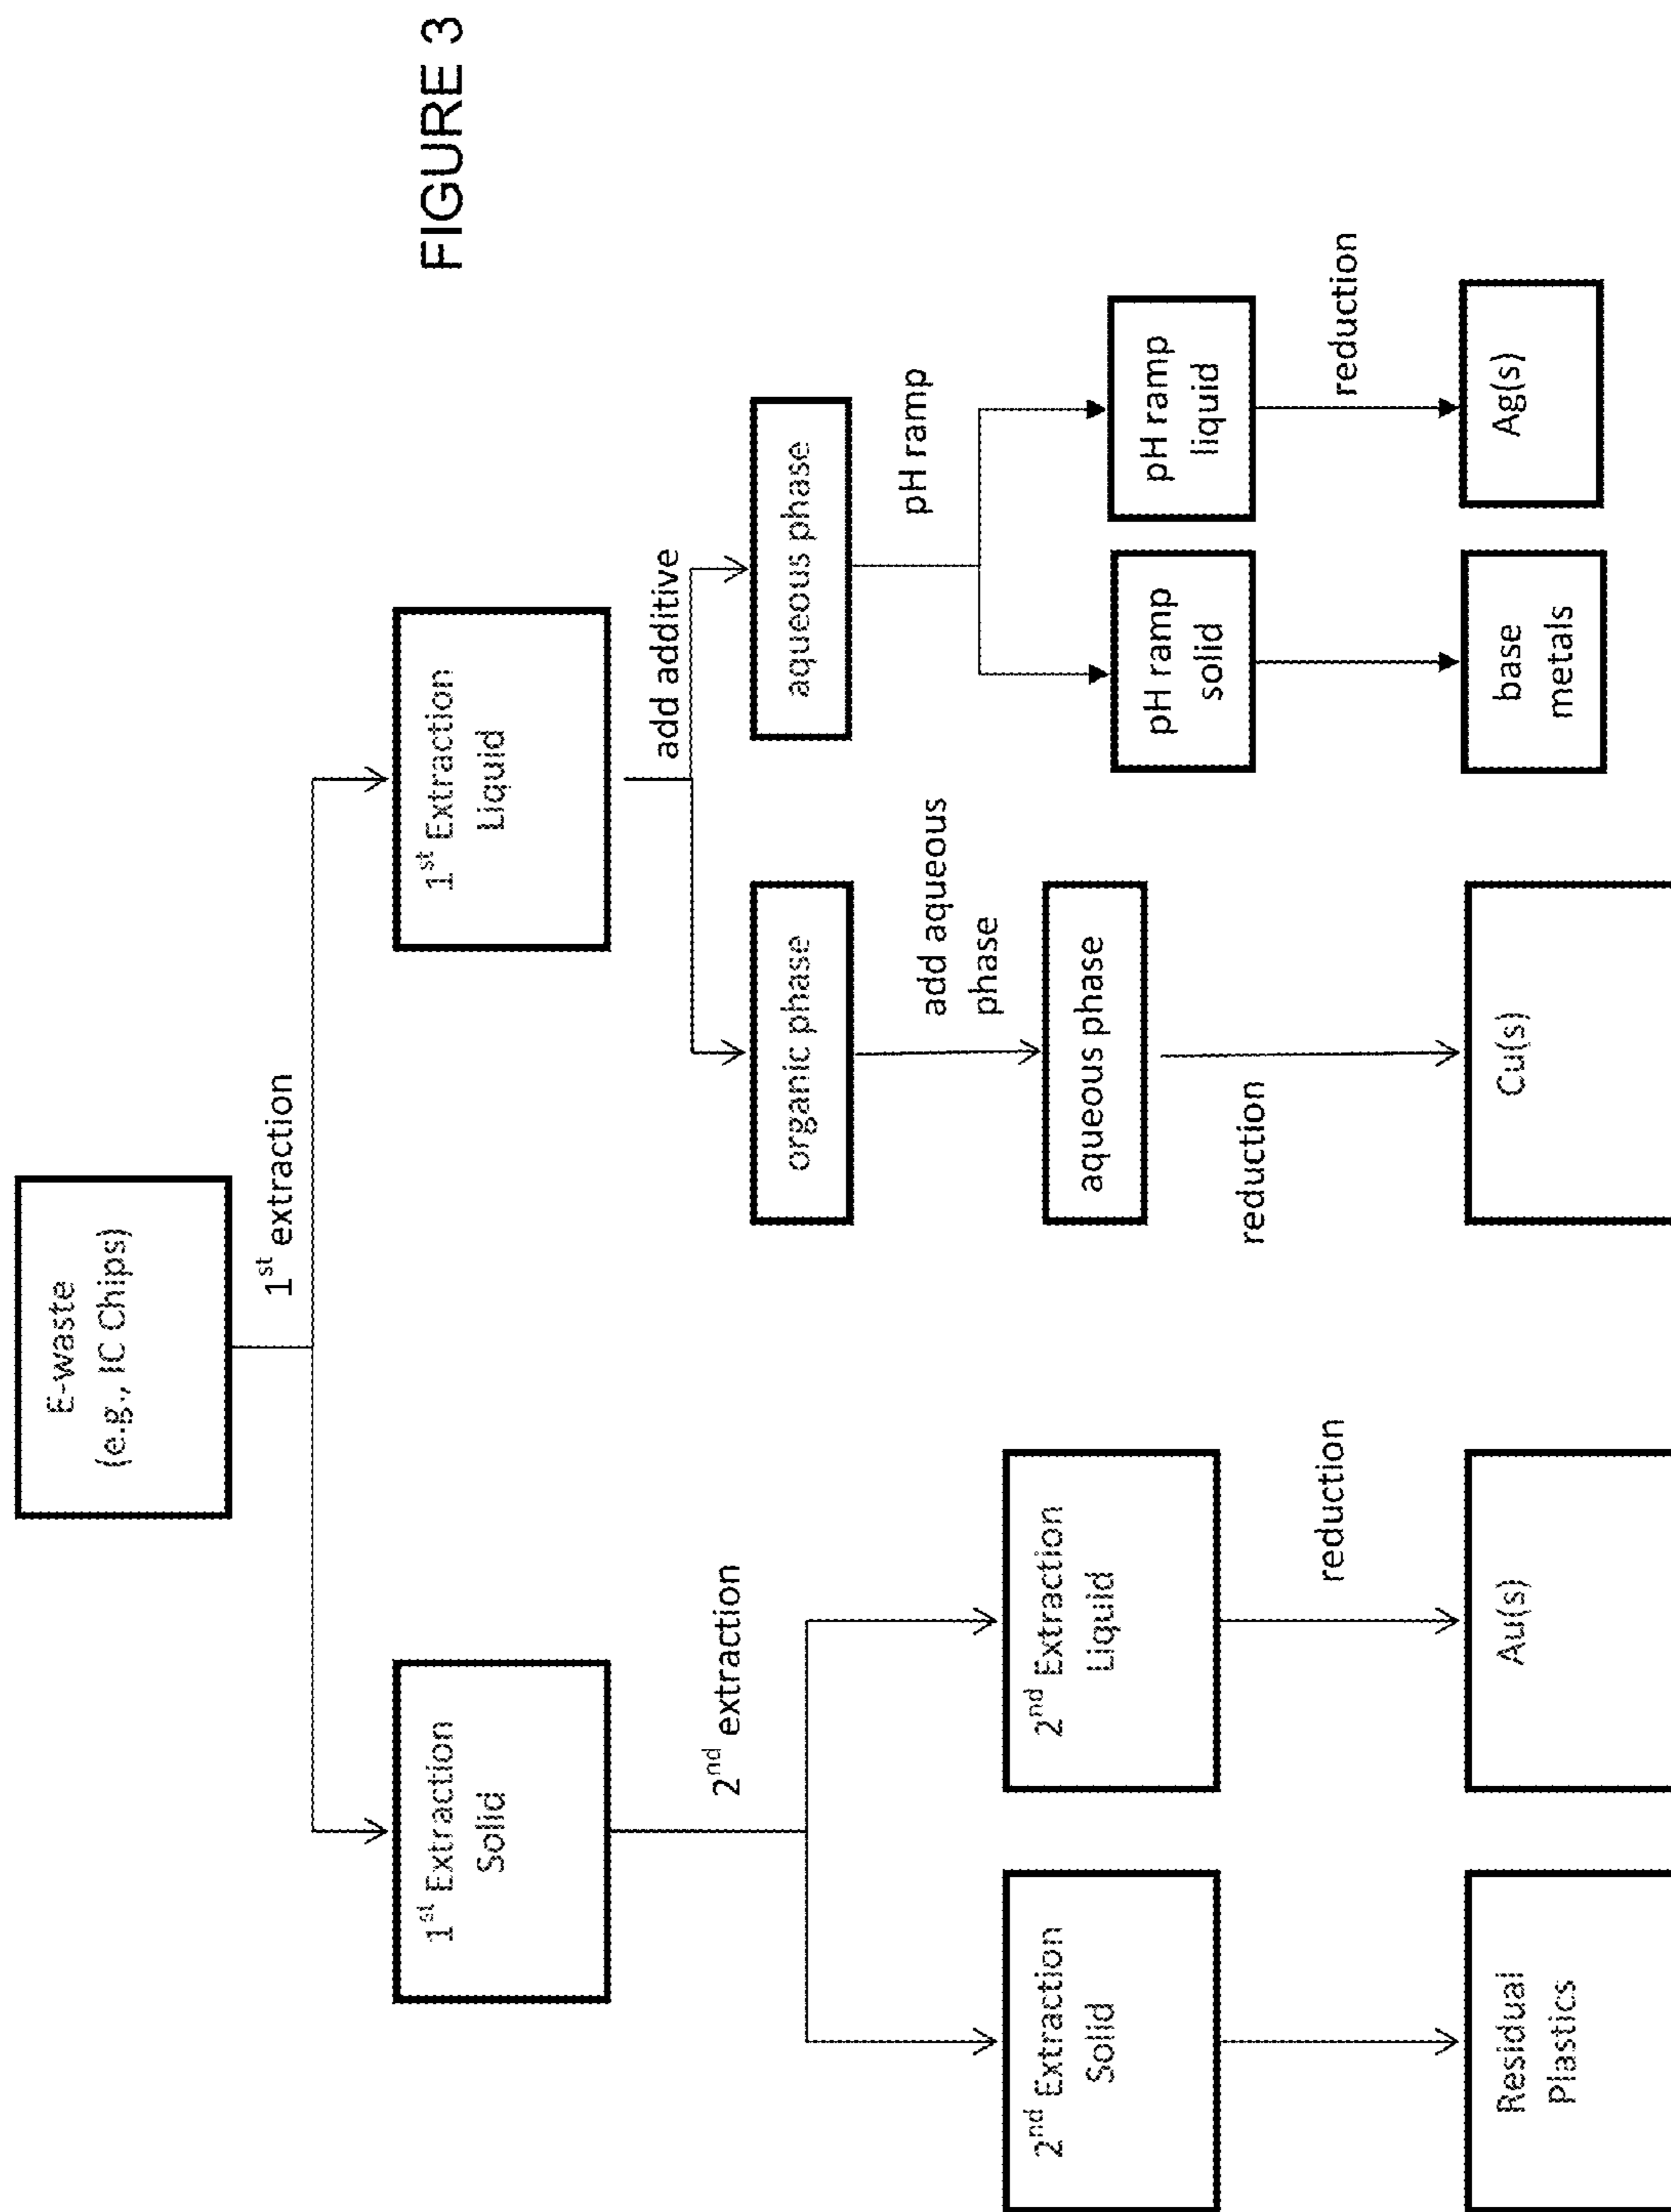 FIGURE 3
E-waste
(e.g., IC Chips)
1st extraction
1st Extraction
Solid
1st Extraction
Liquid
2nd extraction
add additive
organic phase
aqueous phase
add aqueous
phase
pH ramp
2nd Extraction
Solid
2nd Extraction
Liquid
aqueous phase
pH ramp
solid
pH ramp
liquid
reduction
reduction
reduction
Residual
Plastics
Au(s)
Cu(s)
base
metals
Ag(s)